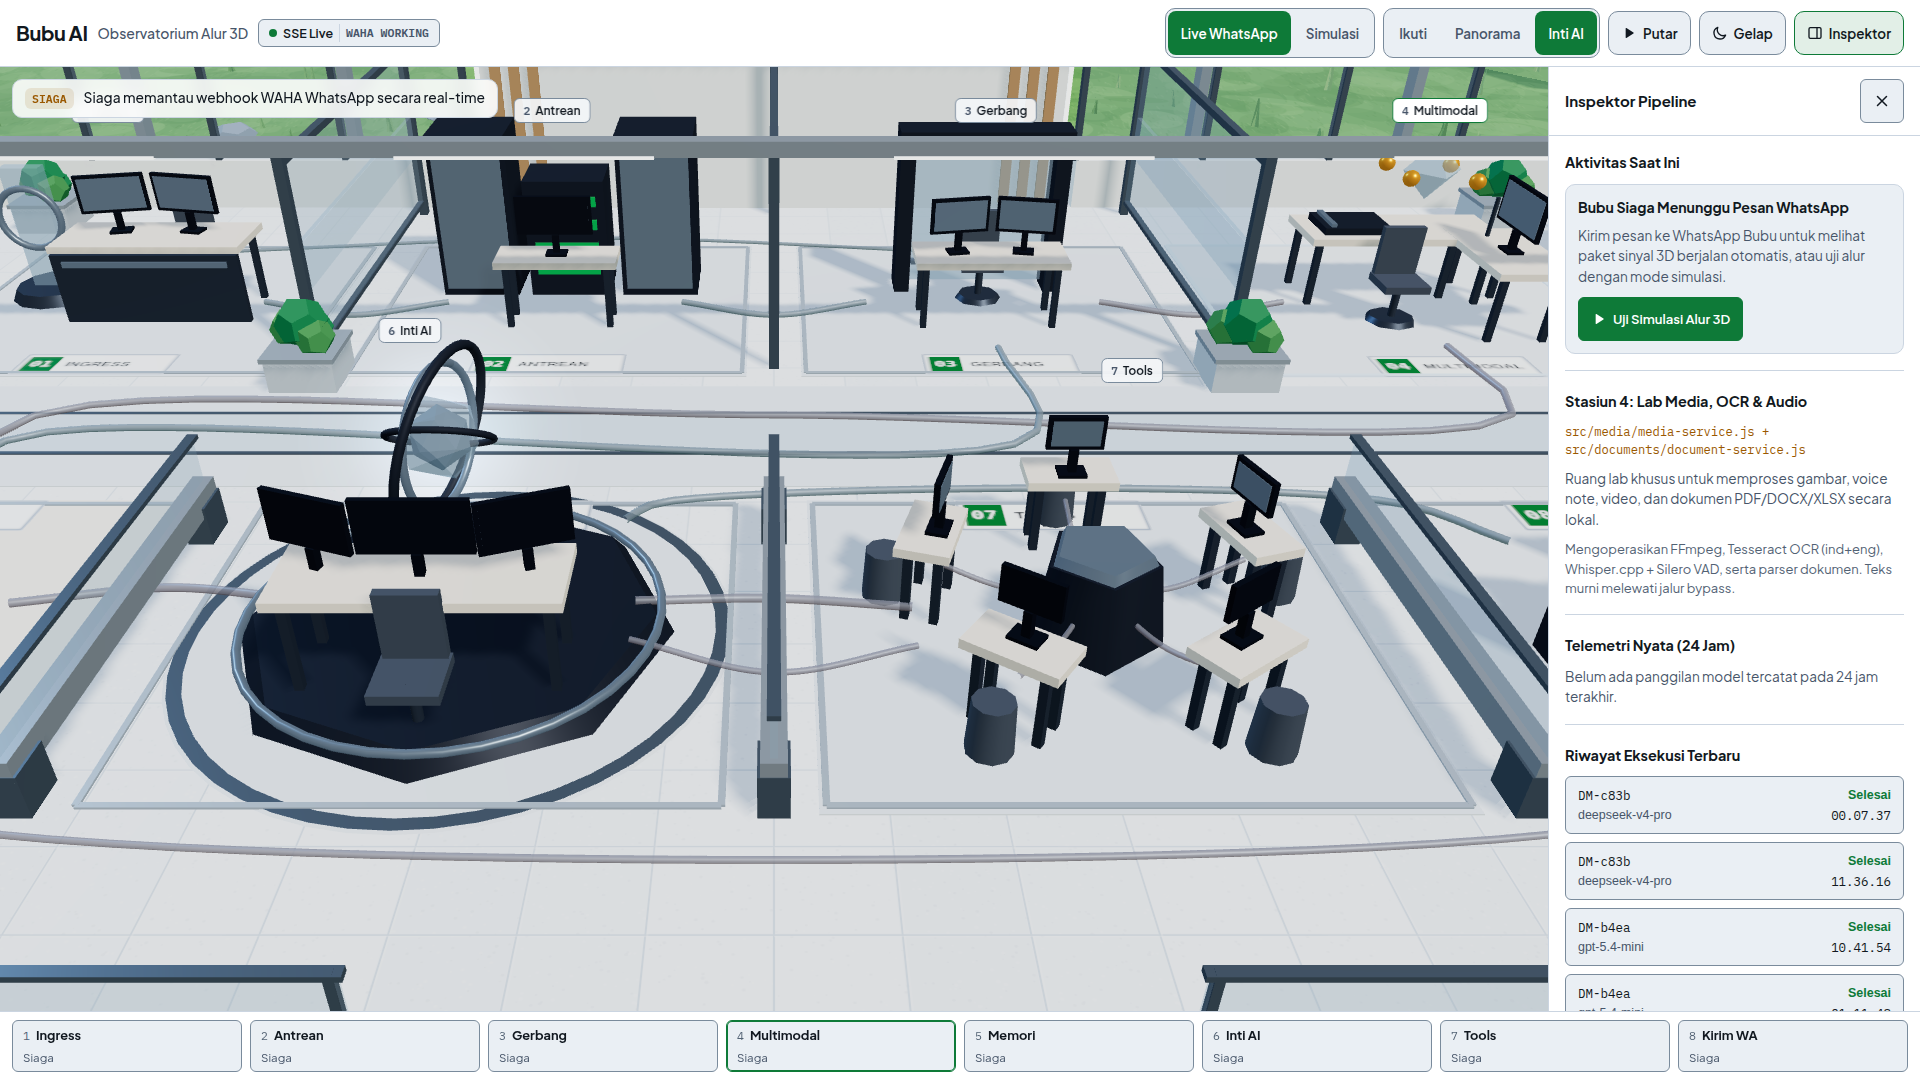 Bubu AI Observatorium Alur 3D SSE Live WAHA WORKING
Live WhatsApp Simulasi Ikuti Panorama Inti AI Putar Gelap Inspektor
SIAGA Siaga memantau webhook WAHA WhatsApp secara real-time
2 Antrean
3 Gerbang
4 Multimodal
6 Inti AI
7 Tools
01 INGRESS
02 ANTREAN
03 GERBANG
04 MULTIMODAL
07
Inspektor Pipeline
Aktivitas Saat Ini
Bubu Siaga Menunggu Pesan WhatsApp
Kirim pesan ke WhatsApp Bubu untuk melihat
paket sinyal 3D berjalan otomatis, atau uji alur
dengan mode simulasi.
Uji Simulasi Alur 3D
Stasiun 4: Lab Media, OCR & Audio
src/media/media-service.js +
src/documents/document-service.js
Ruang lab khusus untuk memproses gambar, voice
note, video, dan dokumen PDF/DOCX/XLSX secara
lokal.
Mengoperasikan FFmpeg, Tesseract OCR (ind+eng),
Whisper.cpp + Silero VAD, serta parser dokumen. Teks
murni melewati jalur bypass.
Telemetri Nyata (24 Jam)
Belum ada panggilan model tercatat pada 24 jam
terakhir.
Riwayat Eksekusi Terbaru
DM-c83b Selesai
deepseek-v4-pro 00.07.37
DM-c83b Selesai
deepseek-v4-pro 11.36.16
DM-b4ea Selesai
gpt-5.4-mini 10.41.54
DM-b4ea Selesai
1 Ingress
Siaga
2 Antrean
Siaga
3 Gerbang
Siaga
4 Multimodal
Siaga
5 Memori
Siaga
6 Inti AI
Siaga
7 Tools
Siaga
8 Kirim WA
Siaga